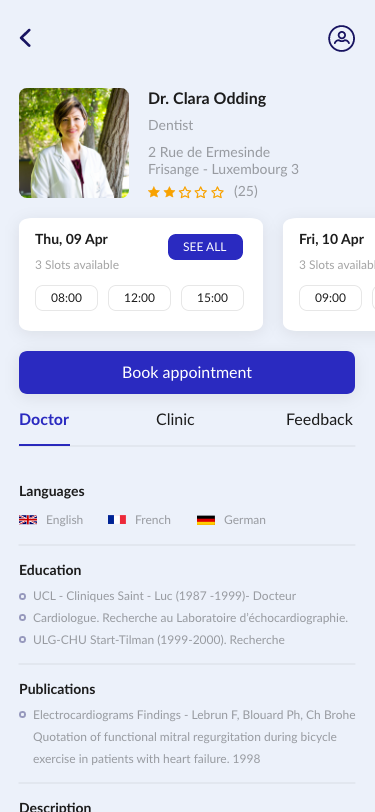 Dr. Clara Odding
Dentist
2 Rue de Ermesinde
Frisange - Luxembourg 3
(25)
Thu, 09 Apr
SEE ALL
3 Slots available
08:00 12:00 15:00
Fri, 10 Apr
3 Slots availab
09:00
Book appointment
Doctor Clinic Feedback
Languages
English French German
Education
UCL - Cliniques Saint - Luc (1987 -1999)- Docteur
Cardiologue. Recherche au Laboratoire d'échocardiographie.
ULG-CHU Start-Tilman (1999-2000). Recherche
Publications
Electrocardiograms Findings - Lebrun F, Blouard Ph, Ch Brohe
Quotation of functional mitral regurgitation during bicycle
exercise in patients with heart failure. 1998
Description